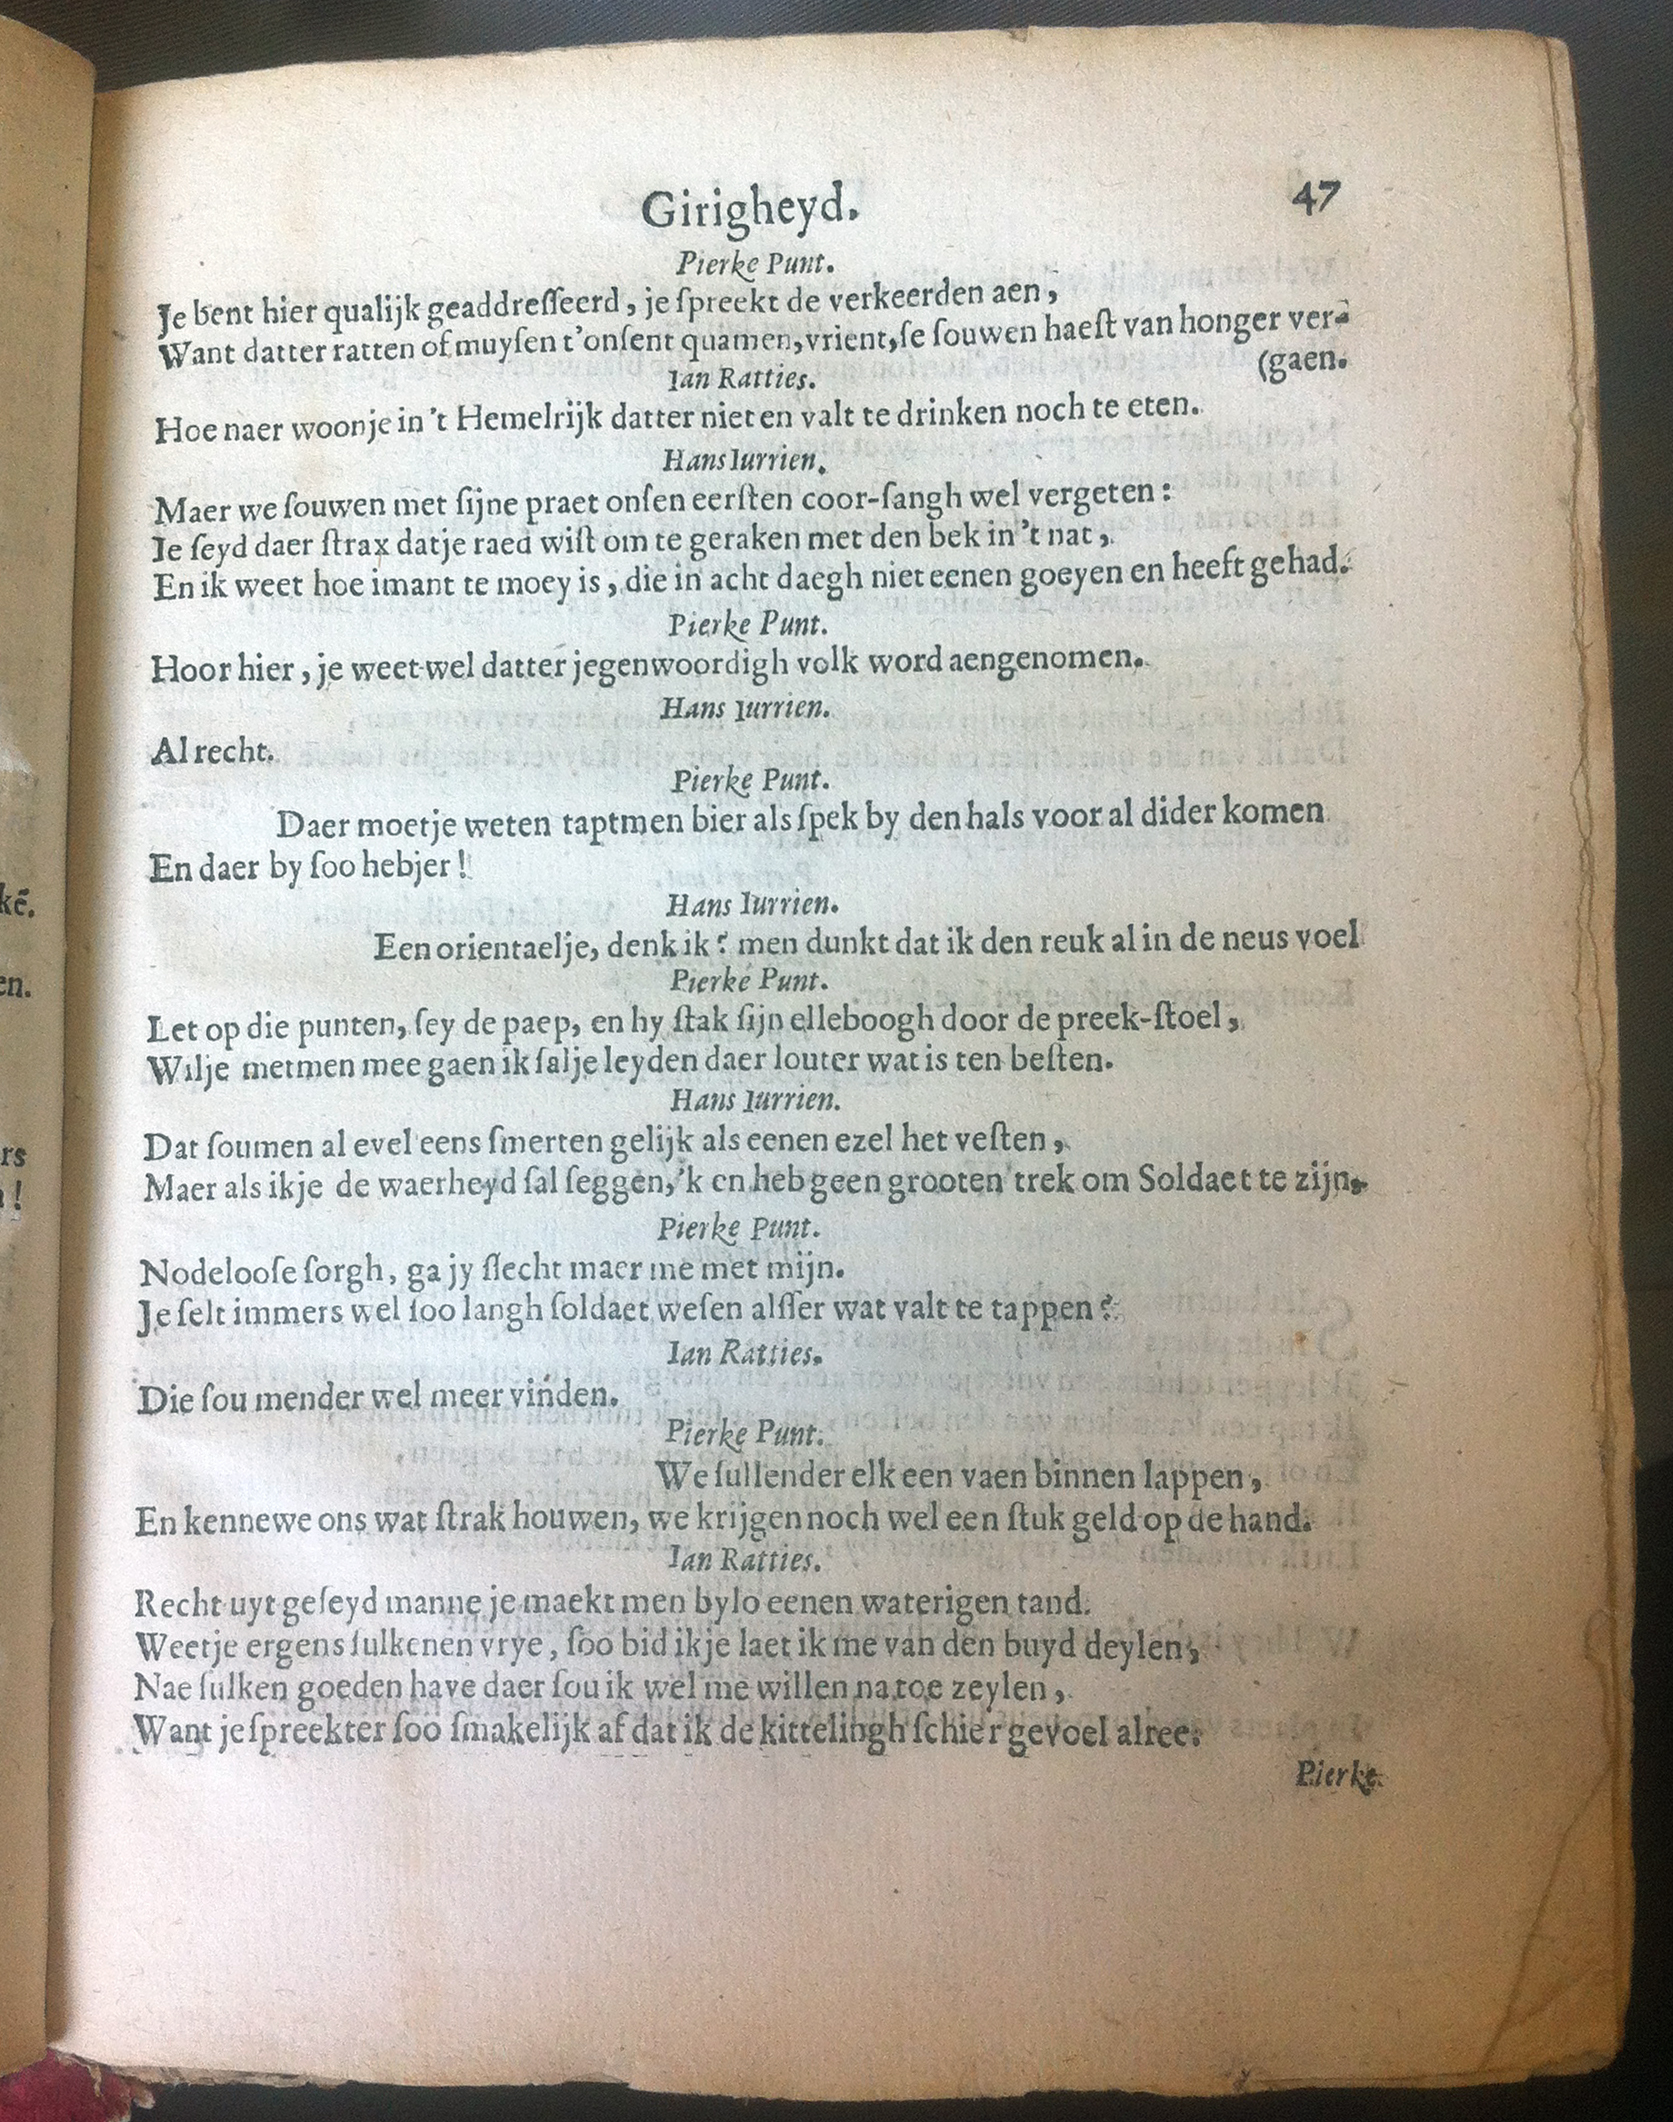 ké.
en.
rs
!
Girigheyd. 47
Pierke Punt.
Je bent hier qualijk geaddreſſeerd, je ſpreekt de verkeerden aen,
Want datter ratten of muyſen t'onſent quamen, vrient, ſe ſouwen haeſt van honger ver-
(gaen.
Ian Ratties.
Hoe naer woonje in 't Hemelrijk datter niet en valt te drinken noch te eten.
Hans Iurrien.
Maer we ſouwen met ſijne praet onſen eerſten coor-ſangh wel vergeten:
Je ſeyd daer ſtrax datje raed wiſt om te geraken met den bek in 't nat,
En ik weet hoe imant te moey is, die in acht daegh niet eenen goeyen en heeft gehad.
Pierke Punt.
Hoor hier, je weet wel datter jegenwoordigh volk word aengenomen.
Hans Iurrien.
Al recht.
Pierke Punt.
Daer moetje weten taptmen bier als ſpek by den hals voor al dider komen
En daer by ſoo hebjer!
Hans Iurrien.
Een orientaelje, denk ik? men dunkt dat ik den reuk al in de neus voel
Pierke Punt.
Let op die punten, ſey de paep, en hy ſtak ſijn elleboogh door de preek-ſtoel,
Wilje metmen mee gaen ik ſalje leyden daer louter wat is ten beſten.
Hans Iurrien.
Dat ſoumen al evel eens ſmerten gelijk als eenen ezel het veſten,
Maer als ikje de waerheyd ſal ſeggen, 'k en heb geen grooten trek om Soldaet te zijn.
Pierke Punt.
Nodelooſe ſorgh, ga jy ſlecht maer me met mijn.
Je ſelt immers wel ſoo langh ſoldaet weſen alſſer wat valt te tappen?
Ian Ratties.
Die ſou mender wel meer vinden.
Pierke Punt.
We ſullender elk een vaen binnen lappen,
En kennewe ons wat ſtrak houwen, we krijgen noch wel een ſtuk geld op de hand.
Ian Ratties.
Recht uyt geſeyd manne je maekt men bylo eenen waterigen tand.
Weetje ergens ſulkenen vrye, ſoo bid ikje laet ik me van den buyd deylen,
Nae ſulken goeden have daer ſou ik wel me willen na toe zeylen,
Want je ſpreekter ſoo ſmakelijk af dat ik de kittelingh ſchier gevoel alree.
Pierke